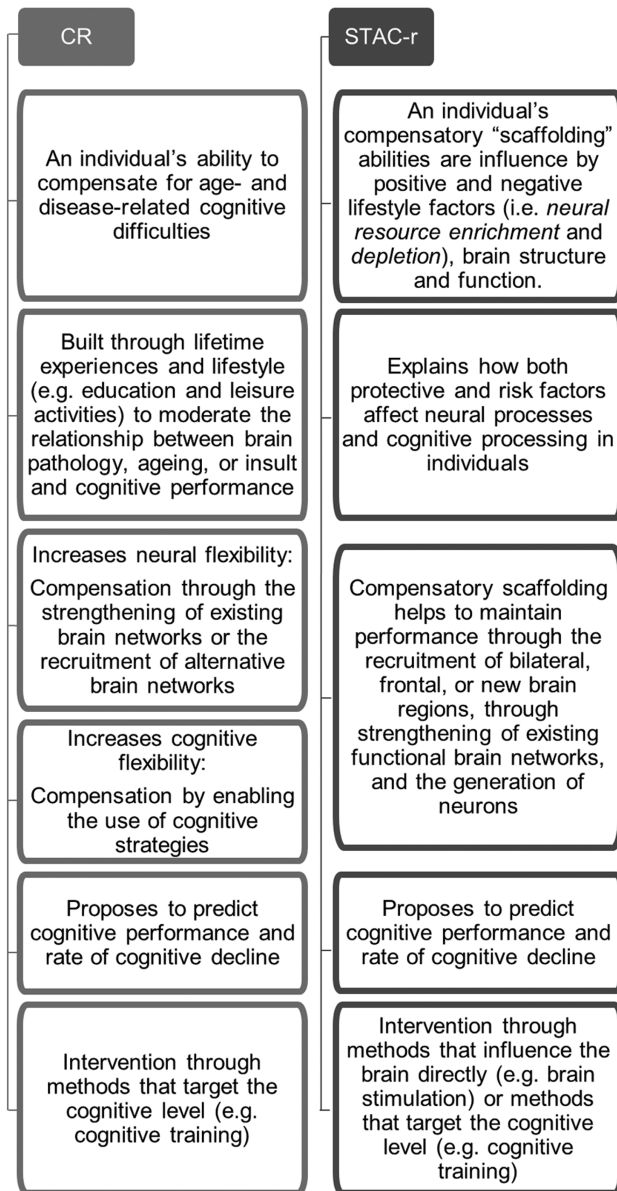 CR
An individual’s ability to
compensate for age- and
disease-related cognitive
difficulties
Built through lifetime
experiences and lifestyle
(e.g. education and leisure
activities) to moderate the
relationship between brain
pathology, ageing, or insult
and cognitive performance
Increases neural flexibility:
Compensation through the
strengthening of existing
brain networks or the
recruitment of alternative
brain networks
Increases cognitive
flexibility:
Compensation by enabling
the use of cognitive
strategies
Proposes to predict
cognitive performance and
rate of cognitive decline
Intervention through
methods that target the
cognitive level (e.g.
cognitive training)
STAC-r
An individual’s
compensatory “scaffolding”
abilities are influence by
positive and negative
lifestyle factors (i.e. neural
resource enrichment and
depletion), brain structure
and function.
Explains how both
protective and risk factors
affect neural processes
and cognitive processing in
individuals
Compensatory scaffolding
helps to maintain
performance through the
recruitment of bilateral,
frontal, or new brain
regions, through
strengthening of existing
functional brain networks,
and the generation of
neurons
Proposes to predict
cognitive performance and
rate of cognitive decline
Intervention through
methods that influence the
brain directly (e.g. brain
stimulation) or methods
that target the cognitive
level (e.g. cognitive
training)